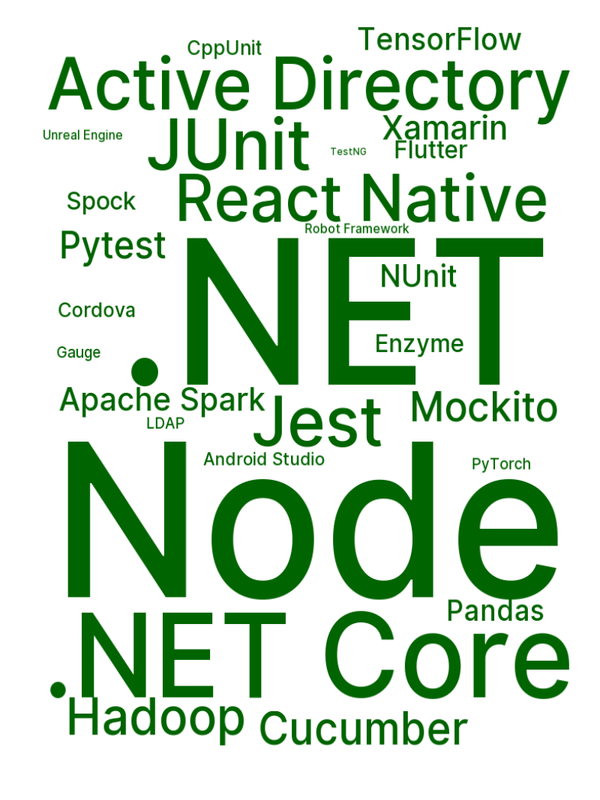 TensorFlow
CppUnit
Active Directory
Xamarin
JUnit
Unreal Engine
TestNG
Flutter
React Native
Spock
Robot Framework
Pytest
NUnit
.NET
Cordova
Enzyme
Gauge
Apache Spark
Mockito
Jest
LDAP
Android Studio
PyTorch
Node
Pandas
.NET Core
Hadoop
Cucumber